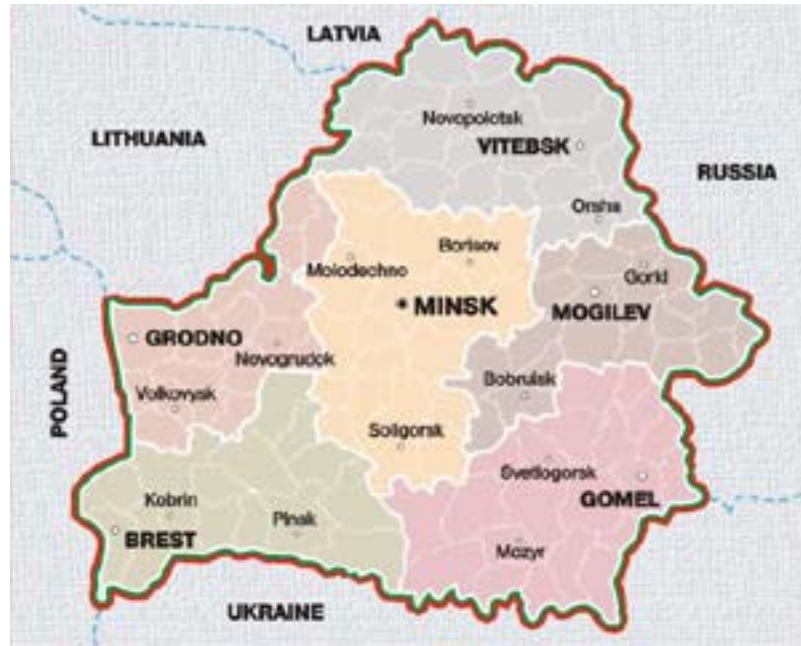 LATVIA
LITHUANIA
Novopolotsk
VITEBSK
RUSSIA
Orsha
Borisov
Molodechno
Gorki
MINSK
MOGILEV
GRODNO
Novogrudok
POLAND
Bobruisk
Volkovysk
Soligorsk
Svetlogorsk
GOMEL
Kobrin
Pinsk
BREST
Mozyr
UKRAINE